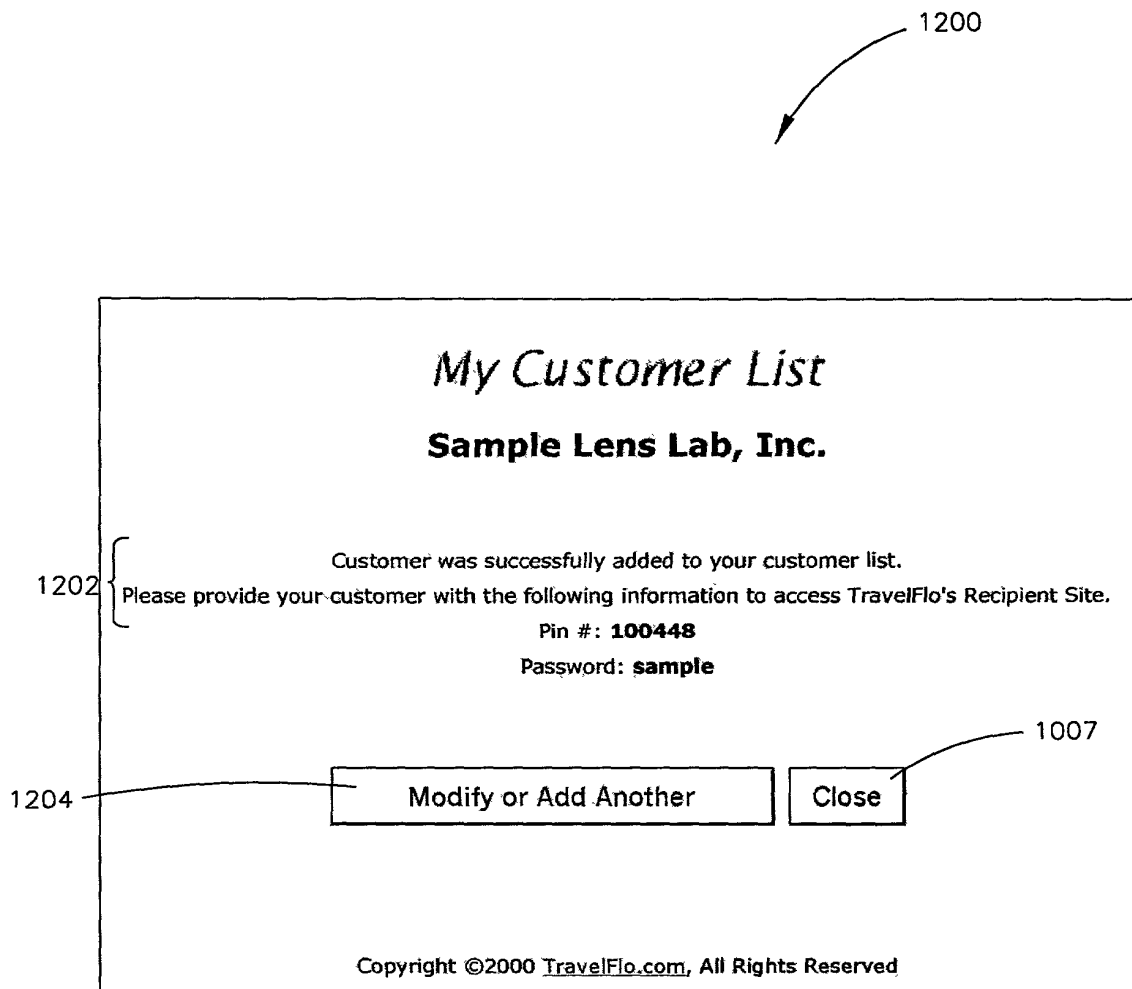 1200
My Customer List
Sample Lens Lab, Inc.
Customer was successfully added to your customer list.
1202
Please provide your customer with the following information to access TravelFlo's Recipient Site.
Pin #: 100448
Password: sample
1007
1204
Modify or Add Another
Close
Copyright ©2000 TravelFlo.com, All Rights Reserved